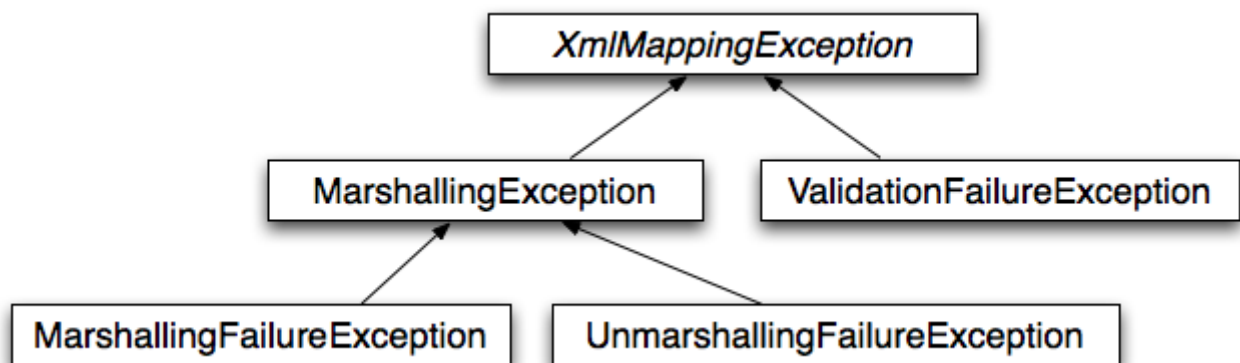 XmlMappingException
MarshallingException
ValidationFailureException
MarshallingFailureException
UnmarshallingFailureException